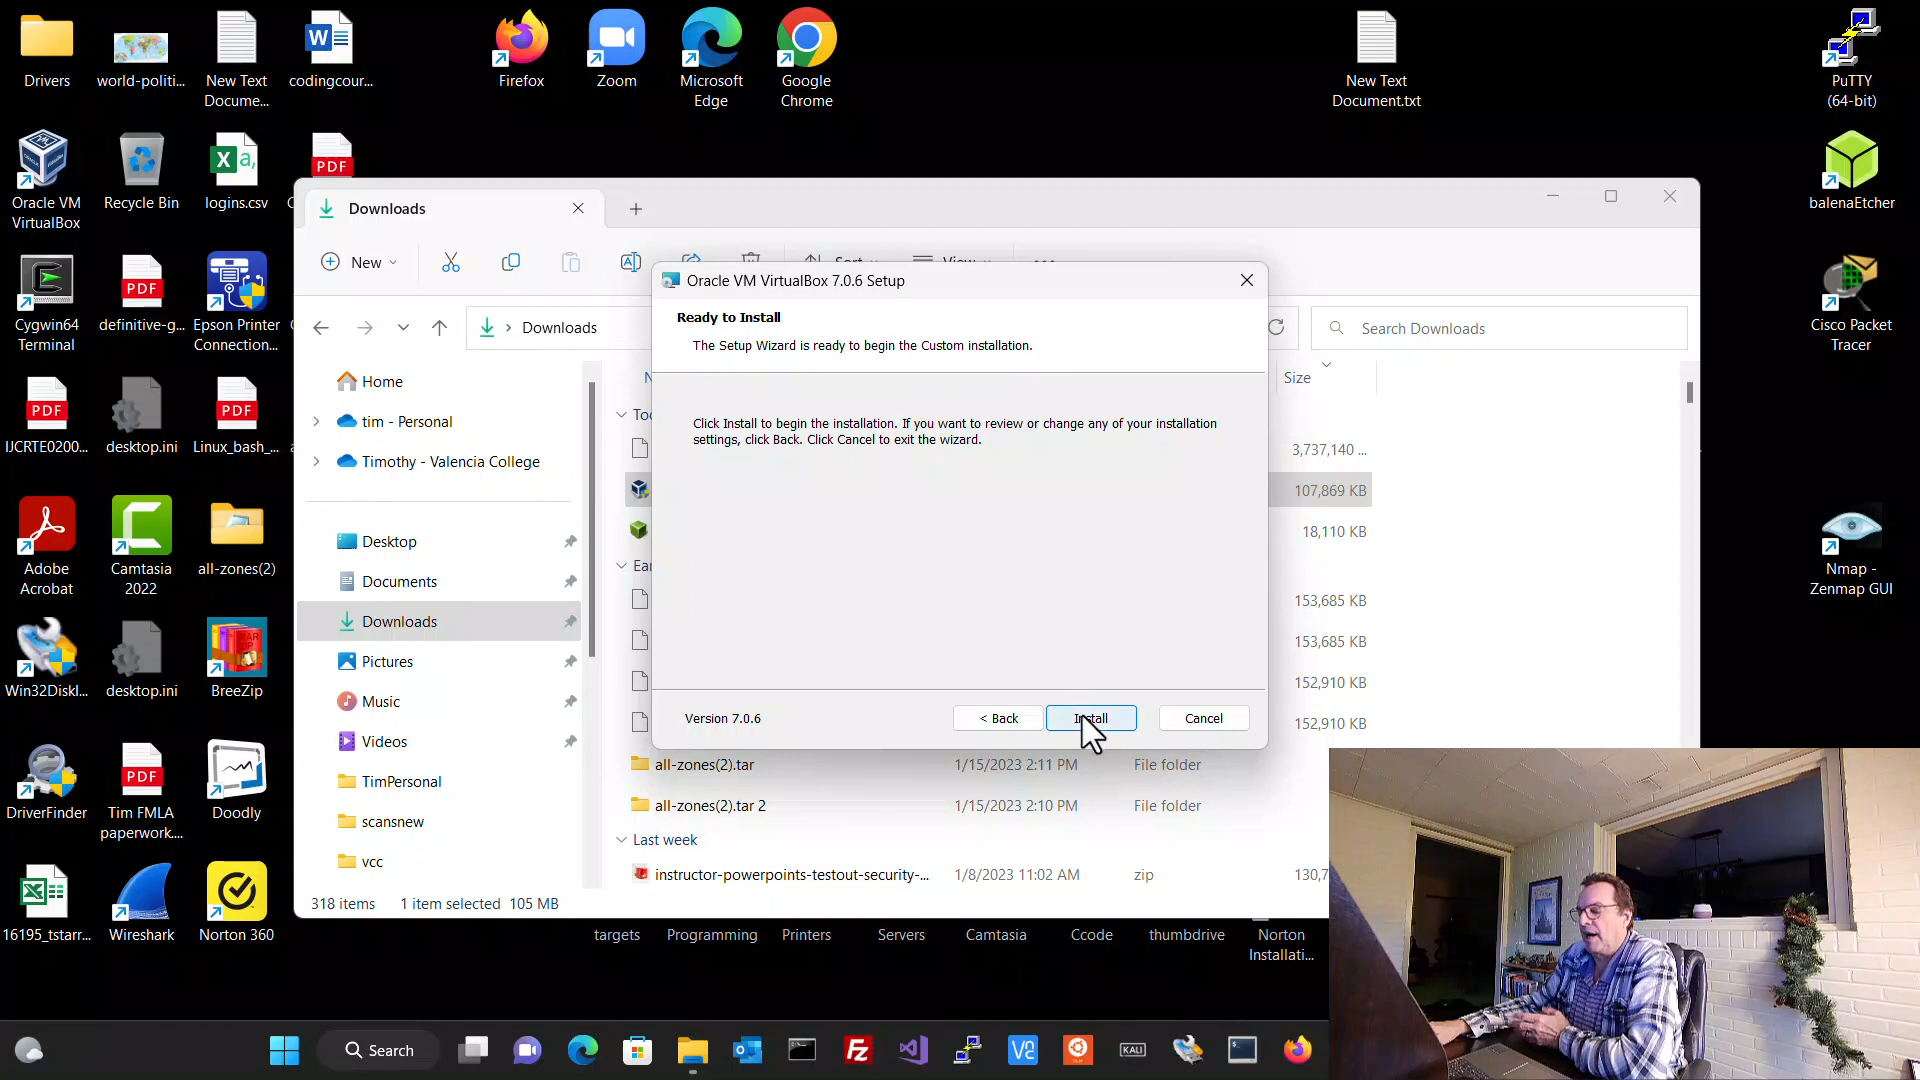 Drivers
world-politi...
New Text
Docume...
codingcour...
Firefox
Zoom
Microsoft
Edge
Google
Chrome
New Text
Document.txt
PuTTY
(64-bit)
Oracle VM
VirtualBox
Recycle Bin
logins.csv
PDF
balenaEtcher
Cygwin64
Terminal
PDF
definitive-g...
Epson Printer
Connection...
Cisco Packet
Tracer
PDF
IJCRTE0200...
desktop.ini
PDF
Linux_bash_...
Adobe
Acrobat
Camtasia
2022
all-zones(2)
Nmap -
Zenmap GUI
Win32DiskI...
desktop.ini
BreeZip
DriverFinder
PDF
Tim FMLA
paperwork....
Doodly
16195_tstarr...
Wireshark
Norton 360
Downloads
New
Sort
View
Downloads
Search Downloads
Home
tim - Personal
Timothy - Valencia College
Desktop
Documents
Downloads
Pictures
Music
Videos
TimPersonal
scansnew
vcc
Size
3,737,140 ...
107,869 KB
18,110 KB
153,685 KB
153,685 KB
152,910 KB
152,910 KB
all-zones(2).tar 1/15/2023 2:11 PM File folder
all-zones(2).tar 2 1/15/2023 2:10 PM File folder
Last week
instructor-powerpoints-testout-security-... 1/8/2023 11:02 AM zip 130,7
318 items 1 item selected 105 MB
Oracle VM VirtualBox 7.0.6 Setup
Ready to Install
The Setup Wizard is ready to begin the Custom installation.
Click Install to begin the installation. If you want to review or change any of your installation
settings, click Back. Click Cancel to exit the wizard.
Version 7.0.6
< Back
Install
Cancel
targets
Programming
Printers
Servers
Camtasia
Ccode
thumbdrive
Norton
Installati...
Search
KALI